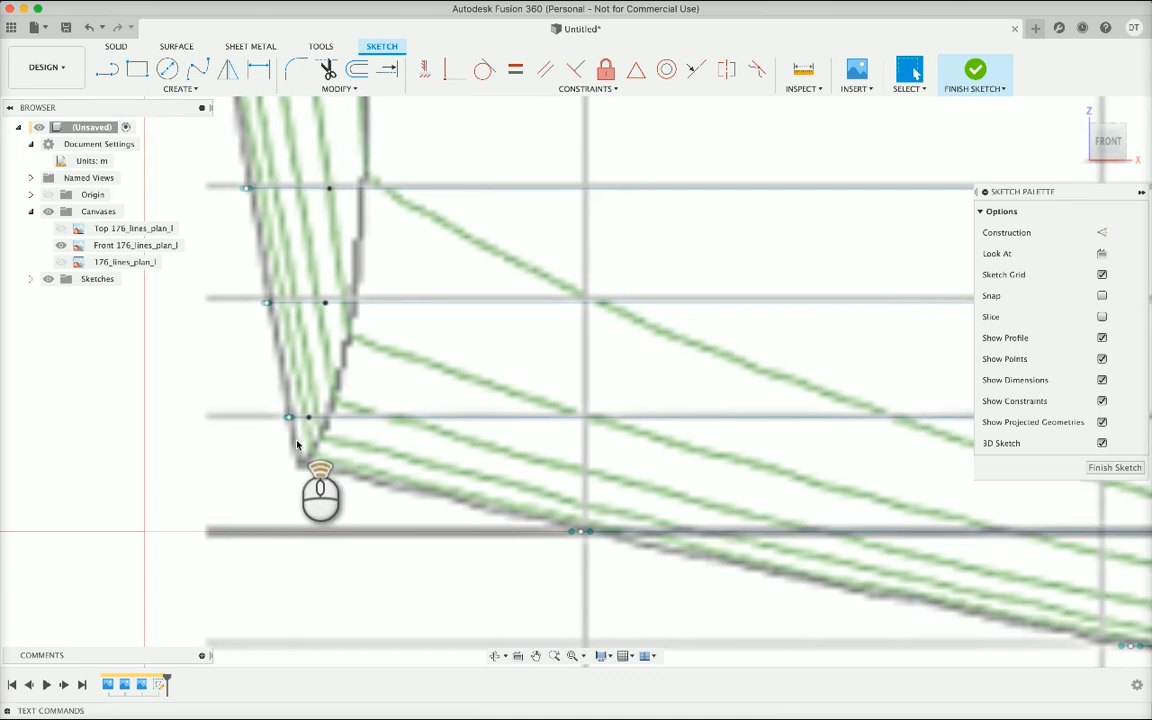 Autodesk Fusion 360 (Personal - Not for Commercial Use)
Untitled*
DT
DESIGN
SOLID SURFACE SHEET METAL TOOLS SKETCH
CREATE MODIFY CONSTRAINTS INSPECT INSERT SELECT FINISH SKETCH
BROWSER
(Unsaved)
Document Settings
Units: m
Named Views
Origin
Canvases
Top 176_lines_plan_l
Front 176_lines_plan_l
176_lines_plan_l
Sketches
Z
FRONT
X
SKETCH PALETTE
Options
Construction
Look At
Sketch Grid
Snap
Slice
Show Profile
Show Points
Show Dimensions
Show Constraints
Show Projected Geometries
3D Sketch
Finish Sketch
COMMENTS
TEXT COMMANDS